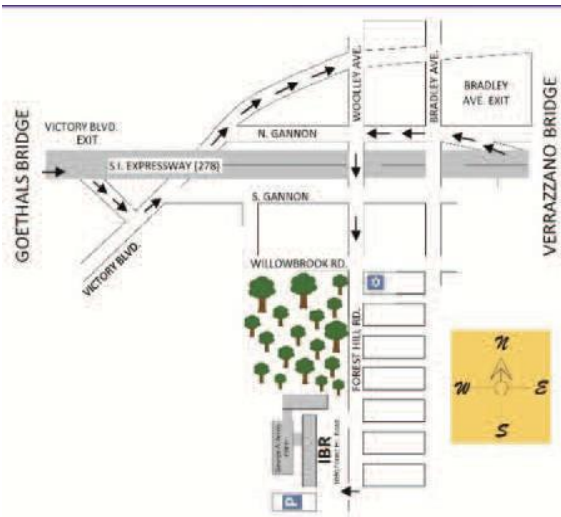 WOOLLEY AVE.
BRADLEY AVE.
BRADLEY
AVE. EXIT
VICTORY BLVD.
EXIT
N. GANNON
GOETHALS BRIDGE
S.I. EXPRESSWAY (278)
VERRAZZANO BRIDGE
S. GANNON
VICTORY BLVD.
WILLOWBROOK RD.
FOREST HILL RD.
N
W
E
S
IBR
P